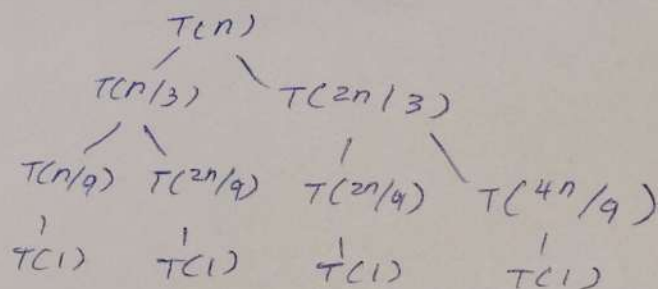 T(n)
T(n/3) T(2n/3)
T(n/9) T(2n/9) T(2n/9) T(4n/9)
T(1) T(1) T(1) T(1)